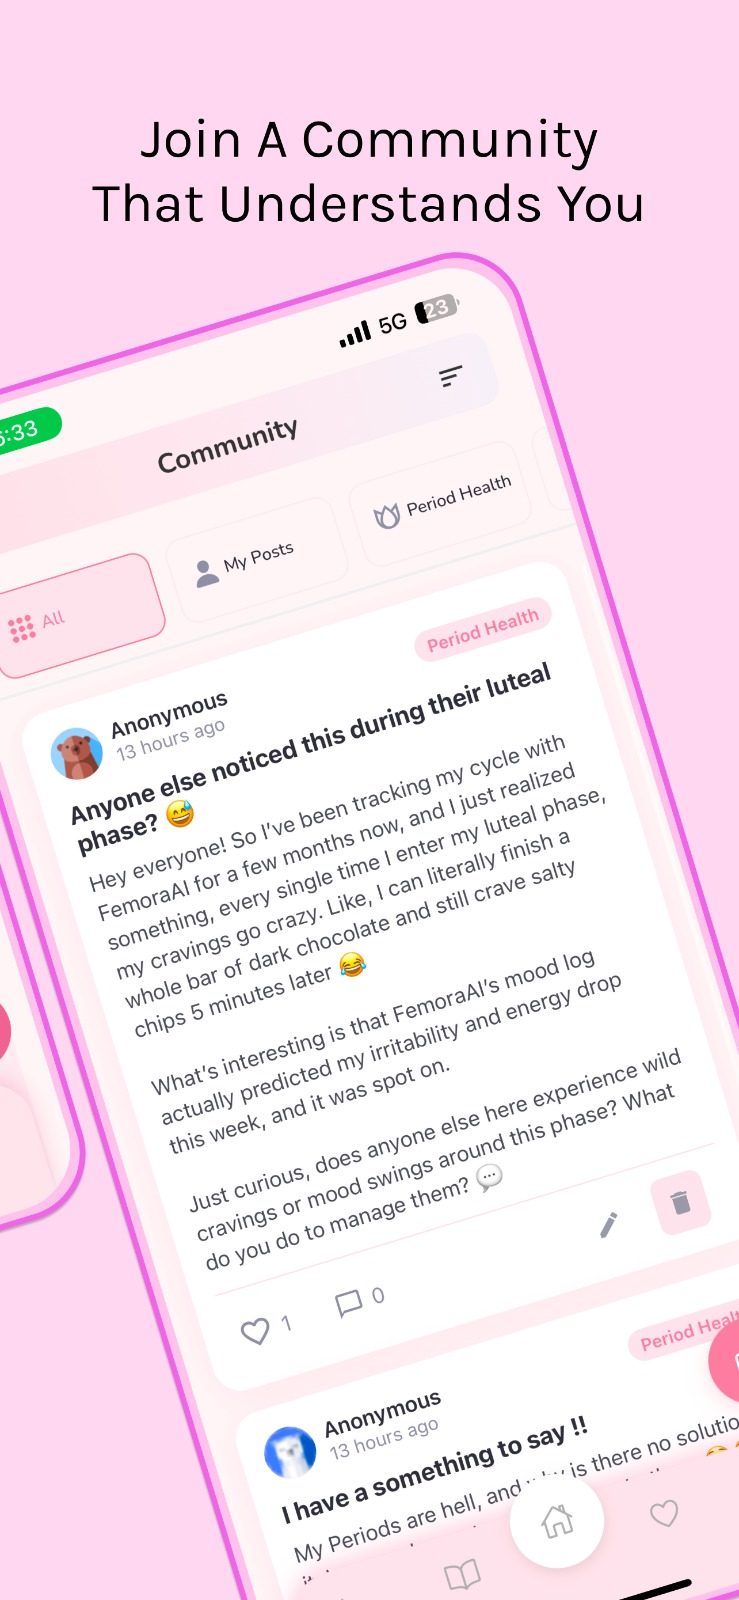 Join A Community
That Understands You
5G 23
6:33
Community
All
My Posts
Period Health
Period Health
Anonymous
13 hours ago
Anyone else noticed this during their luteal
phase? 😅
Hey everyone! So I've been tracking my cycle with
FemoraAI for a few months now, and I just realized
something, every single time I enter my luteal phase,
my cravings go crazy. Like, I can literally finish a
whole bar of dark chocolate and still crave salty
chips 5 minutes later 😂
What's interesting is that FemoraAI's mood log
actually predicted my irritability and energy drop
this week, and it was spot on.
Just curious, does anyone else here experience wild
cravings or mood swings around this phase? What
do you do to manage them? 💬
1
0
Period Healt
Anonymous
13 hours ago
I have a something to say !!
My Periods are hell, and why is there no solutio